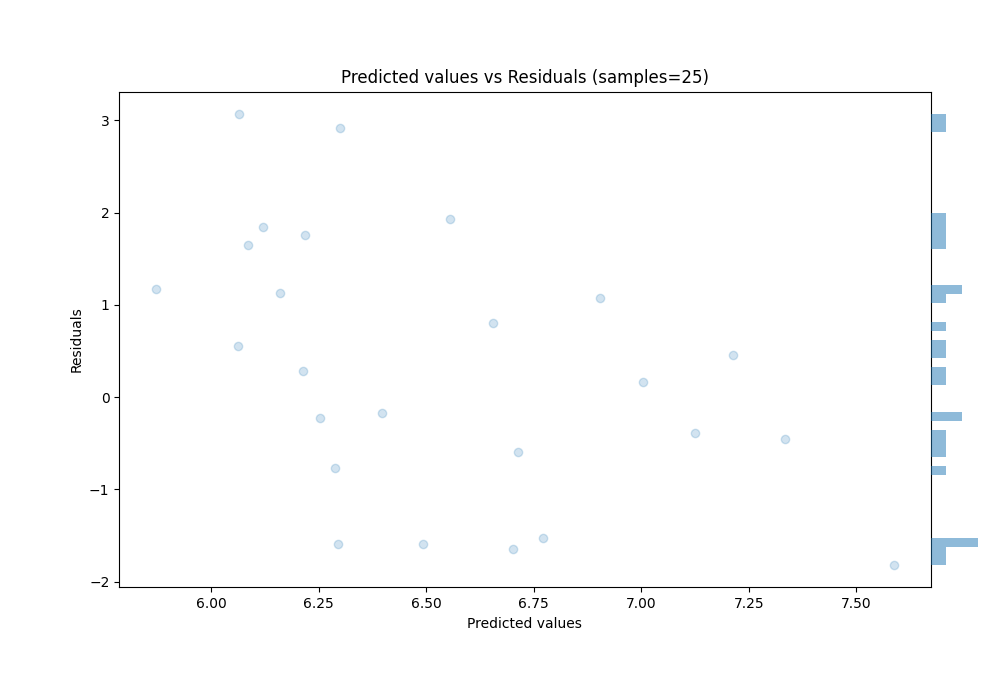 Predicted values vs Residuals (samples=25)
3
2
1
0
−1
−2
Residuals
6.00 6.25 6.50 6.75 7.00 7.25 7.50
Predicted values